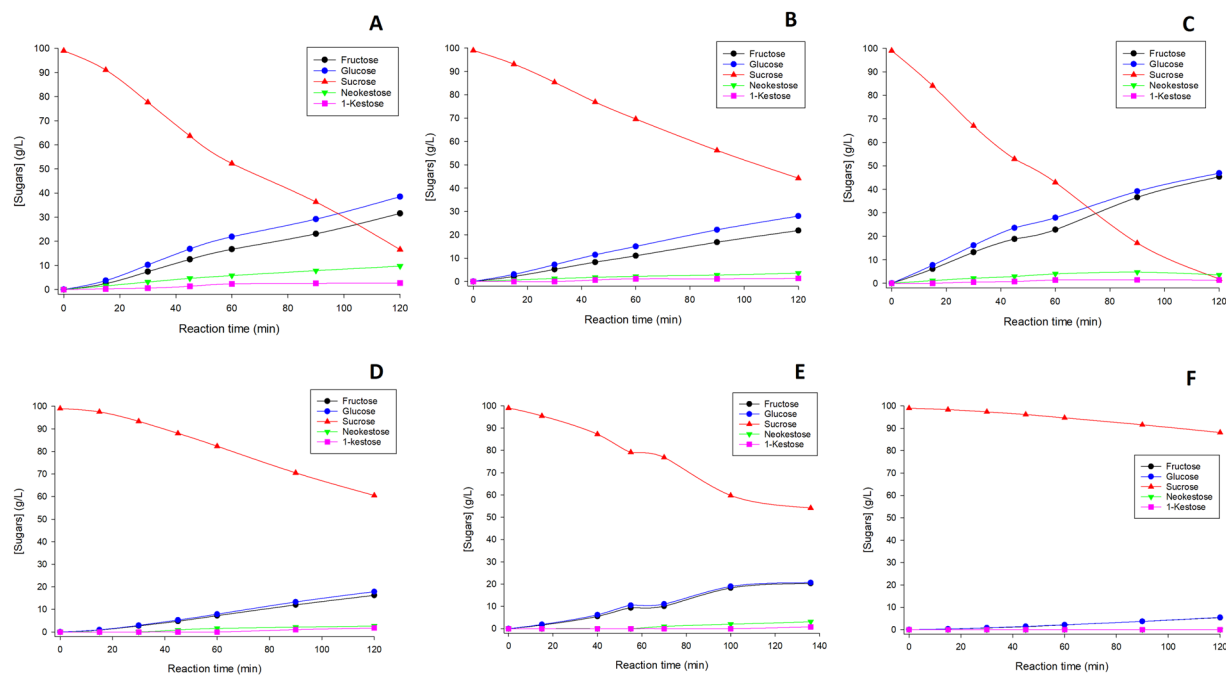 A
100
90
80
70
60
50
40
30
20
10
0
[Sugars] (g/L)
0 20 40 60 80 100 120
Reaction time (min)
Fructose
Glucose
Sucrose
Neokestose
1-Kestose
B
100
90
80
70
60
50
40
30
20
10
0
[Sugars] (g/L)
0 20 40 60 80 100 120
Reaction time (min)
Fructose
Glucose
Sucrose
Neokestose
1-Kestose
C
100
90
80
70
60
50
40
30
20
10
0
[Sugars] (g/L)
0 20 40 60 80 100 120
Reaction time (min)
Fructose
Glucose
Sucrose
Neokestose
1-Kestose
D
100
90
80
70
60
50
40
30
20
10
0
[Sugars] (g/L)
0 20 40 60 80 100 120
Reaction time (min)
Fructose
Glucose
Sucrose
Neokestose
1-kestose
E
100
90
80
70
60
50
40
30
20
10
0
[Sugars] (g/L)
0 20 40 60 80 100 120 140
Reaction time (min)
Fructose
Glucose
Sucrose
Neokestose
1-Kestose
F
100
90
80
70
60
50
40
30
20
10
0
[Sugars] (g/L)
0 20 40 60 80 100 120
Reaction time (min)
Fructose
Glucose
Sucrose
Neokestose
1-Kestose